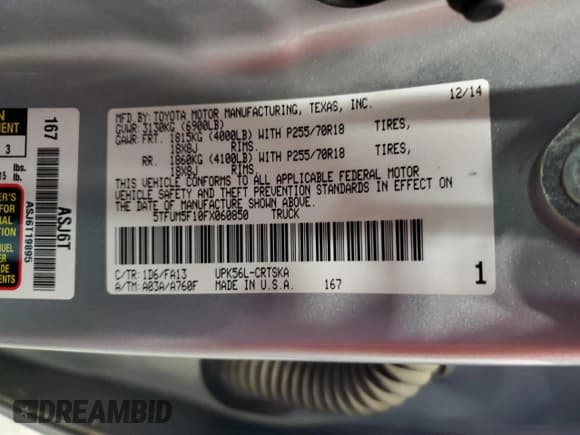 MFD.BY:TOYOTA MOTOR MANUFACTURING, TEXAS, INC. 12/14
GVWR:3130KG (6900LB)
GAWR:FRT. 1815KG (4000LB) WITH P255/70R18 TIRES,
18X8J RIMS.
RR. 1860KG (4100LB) WITH P255/70R18 TIRES,
18X8J RIMS.
THIS VEHICLE CONFORMS TO ALL APPLICABLE FEDERAL MOTOR
VEHICLE SAFETY AND THEFT PREVENTION STANDARDS IN EFFECT ON
THE DATE OF MANUFACTURE SHOWN ABOVE.
5TFUM5F10FX060850 TRUCK
C/TR:1D6/FA13 UPK56L-CRTSKA
A/TM:A03A/A760F MADE IN U.S.A. 167 1
167
ASJ6T
ASJ6T19895
3
lbs.
DREAMBID